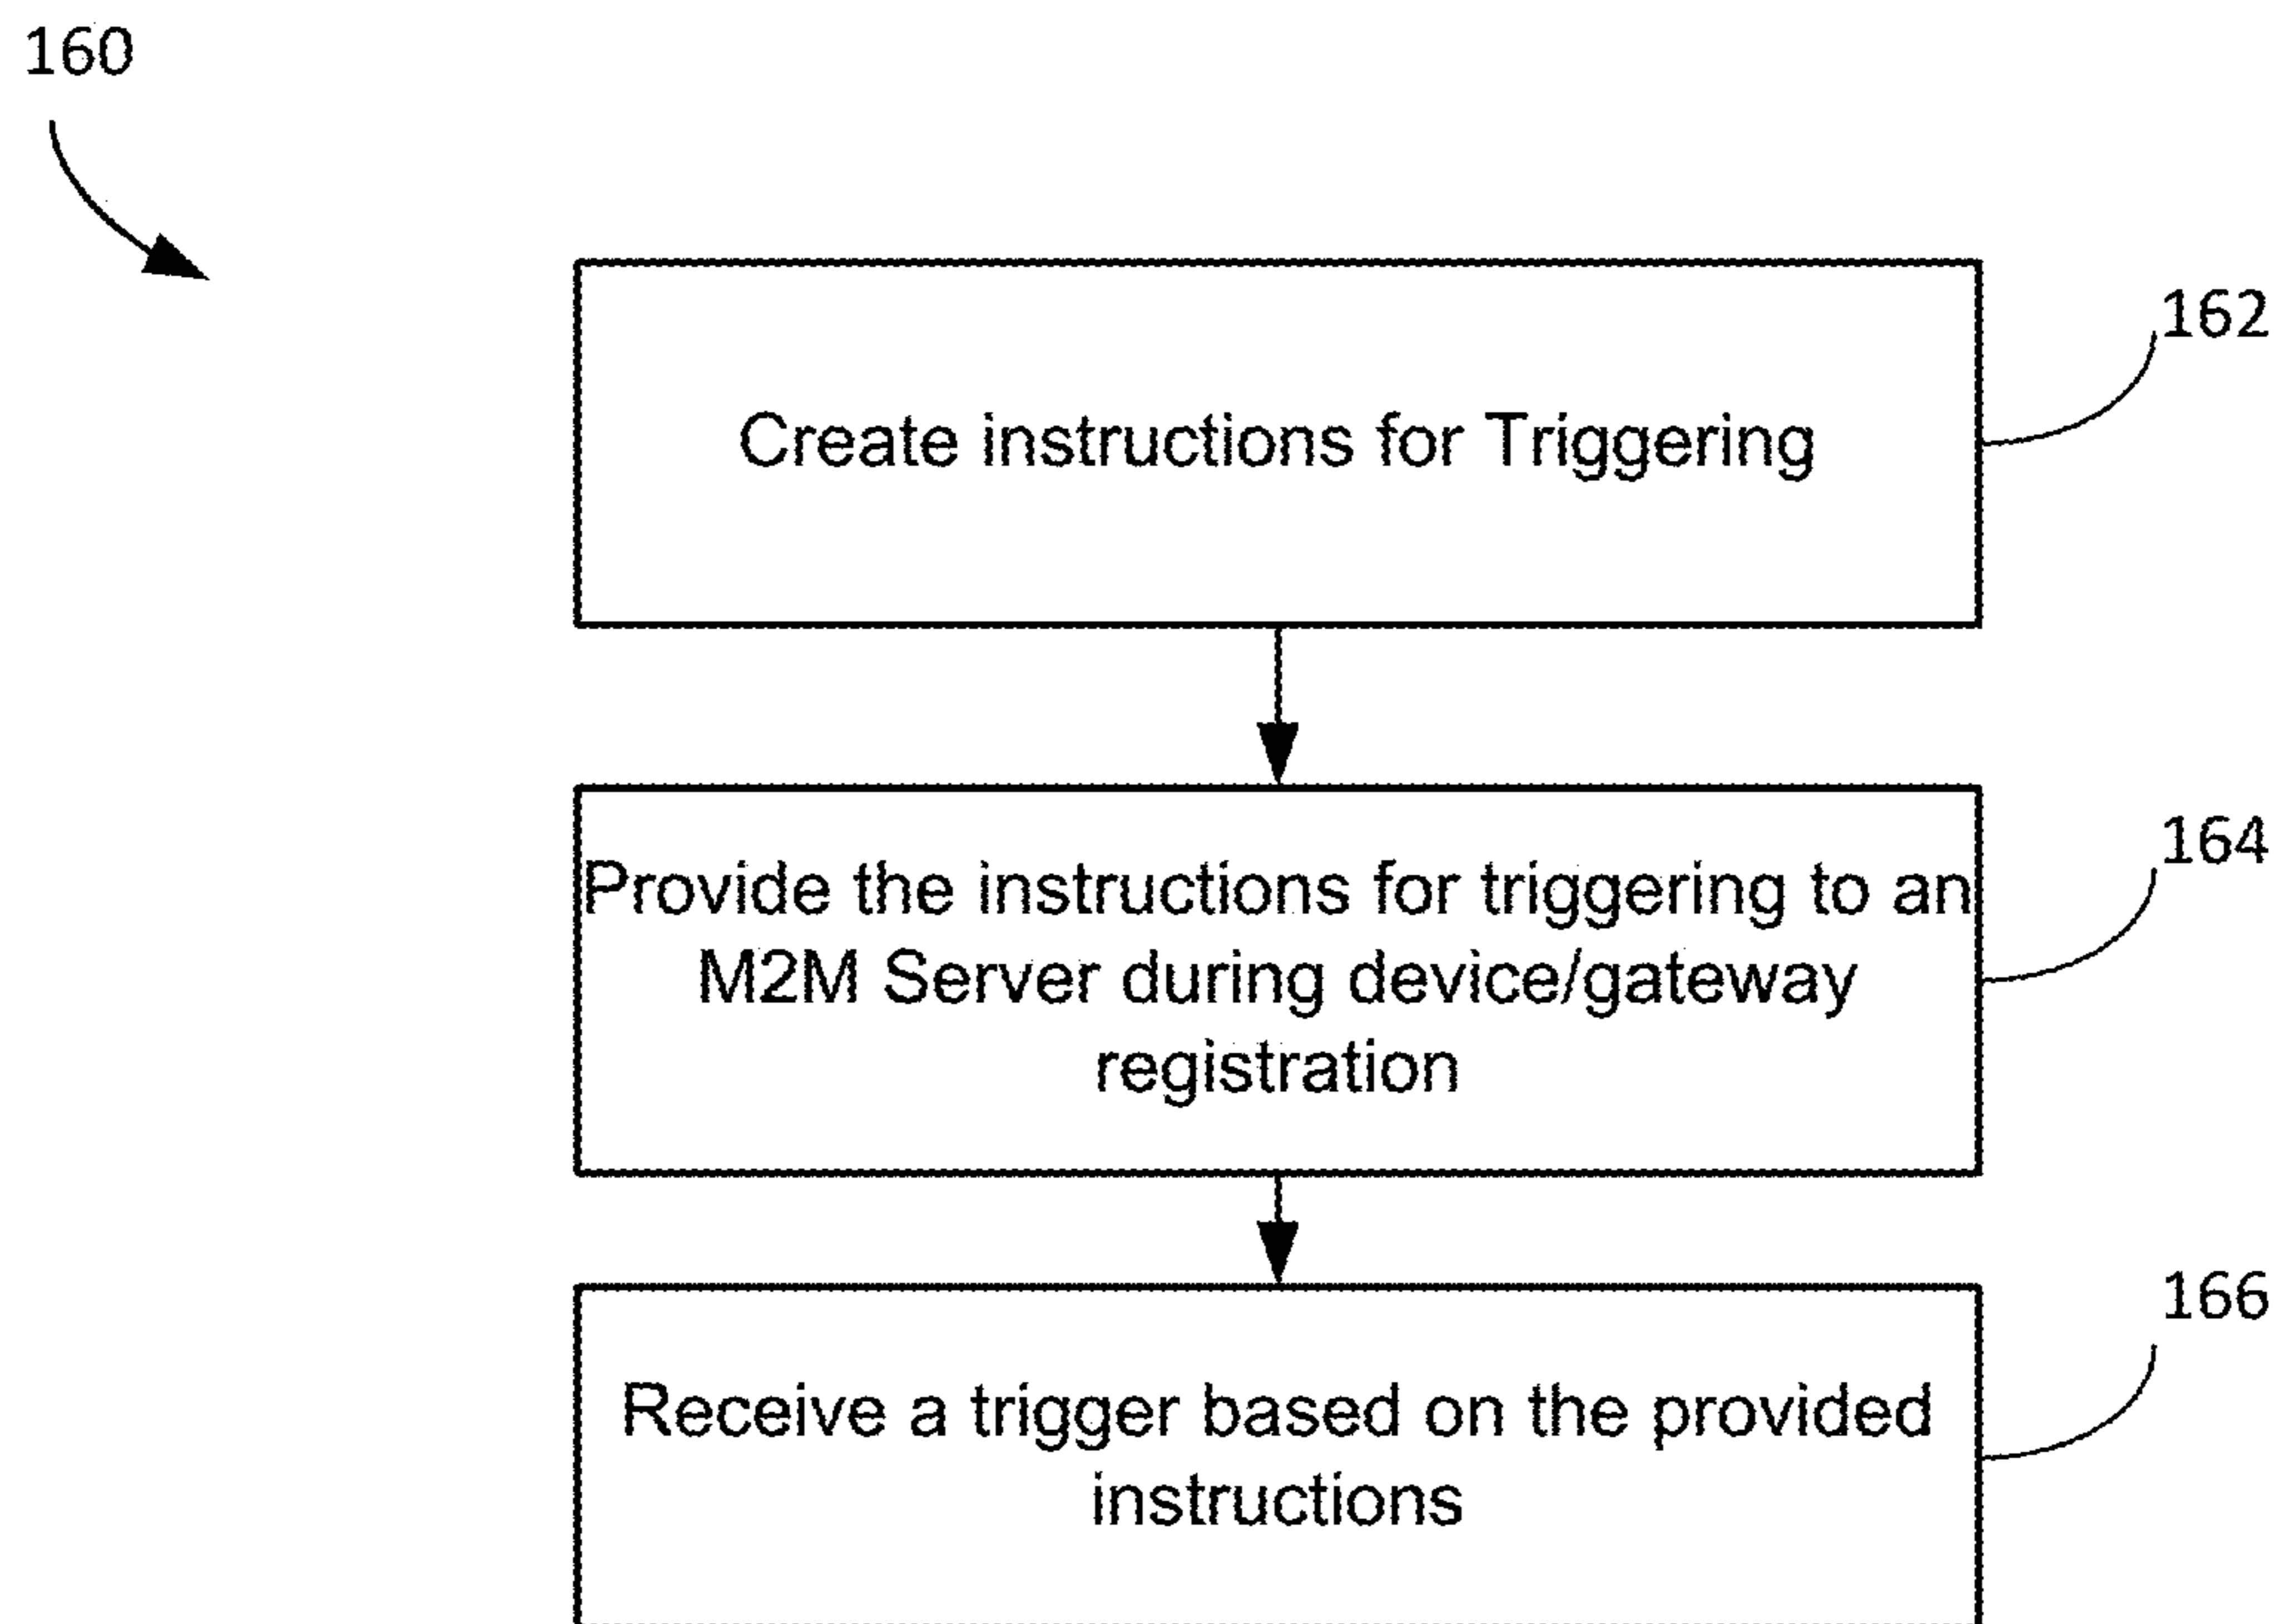 160
162
Create instructions for Triggering
164
Provide the instructions for triggering to an
M2M Server during device/gateway
registration
166
Receive a trigger based on the provided
instructions